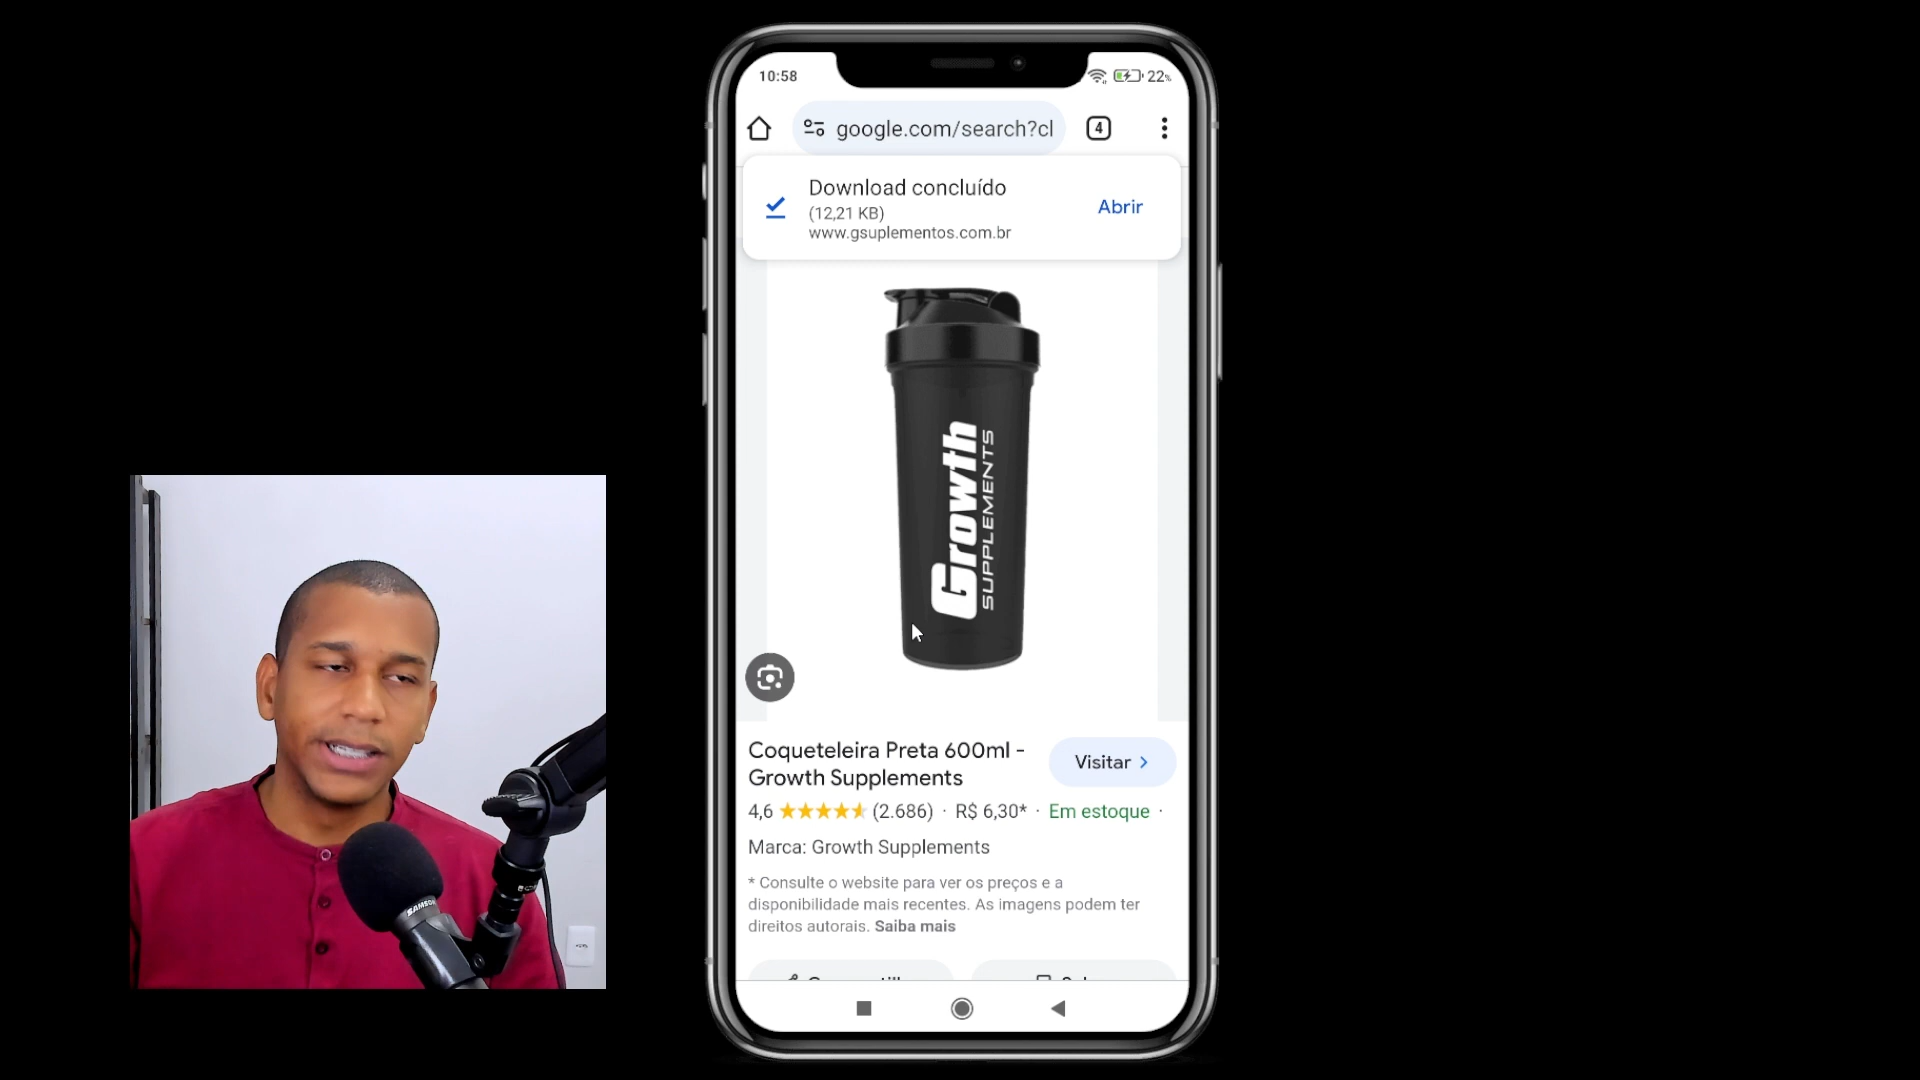 10:58
22%
google.com/search?cl
4
Download concluído
(12,21 KB)
www.gsuplementos.com.br
Abrir
Growth
SUPPLEMENTS
Coqueteleira Preta 600ml -
Growth Supplements
Visitar
4,6 (2.686) · R$ 6,30* · Em estoque ·
Marca: Growth Supplements
* Consulte o website para ver os preços e a
disponibilidade mais recentes. As imagens podem ter
direitos autorais. Saiba mais
SAMSON